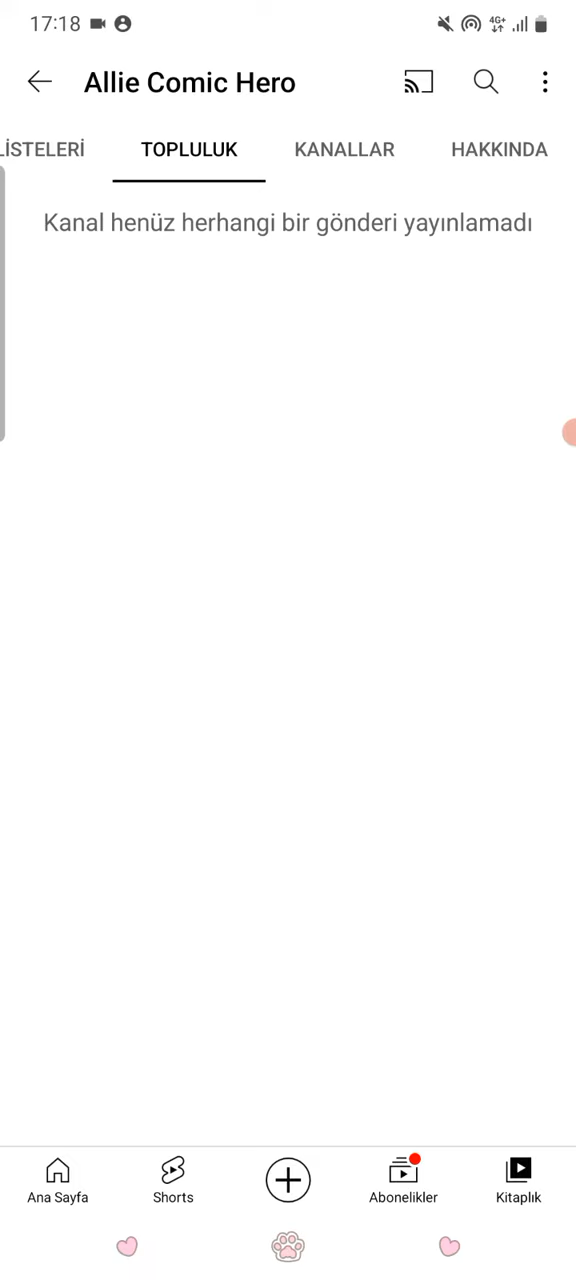 17:18
4G+
Allie Comic Hero
LİSTELERİ TOPLULUK KANALLAR HAKKINDA
Kanal henüz herhangi bir gönderi yayınlamadı
Ana Sayfa Shorts Abonelikler Kitaplık